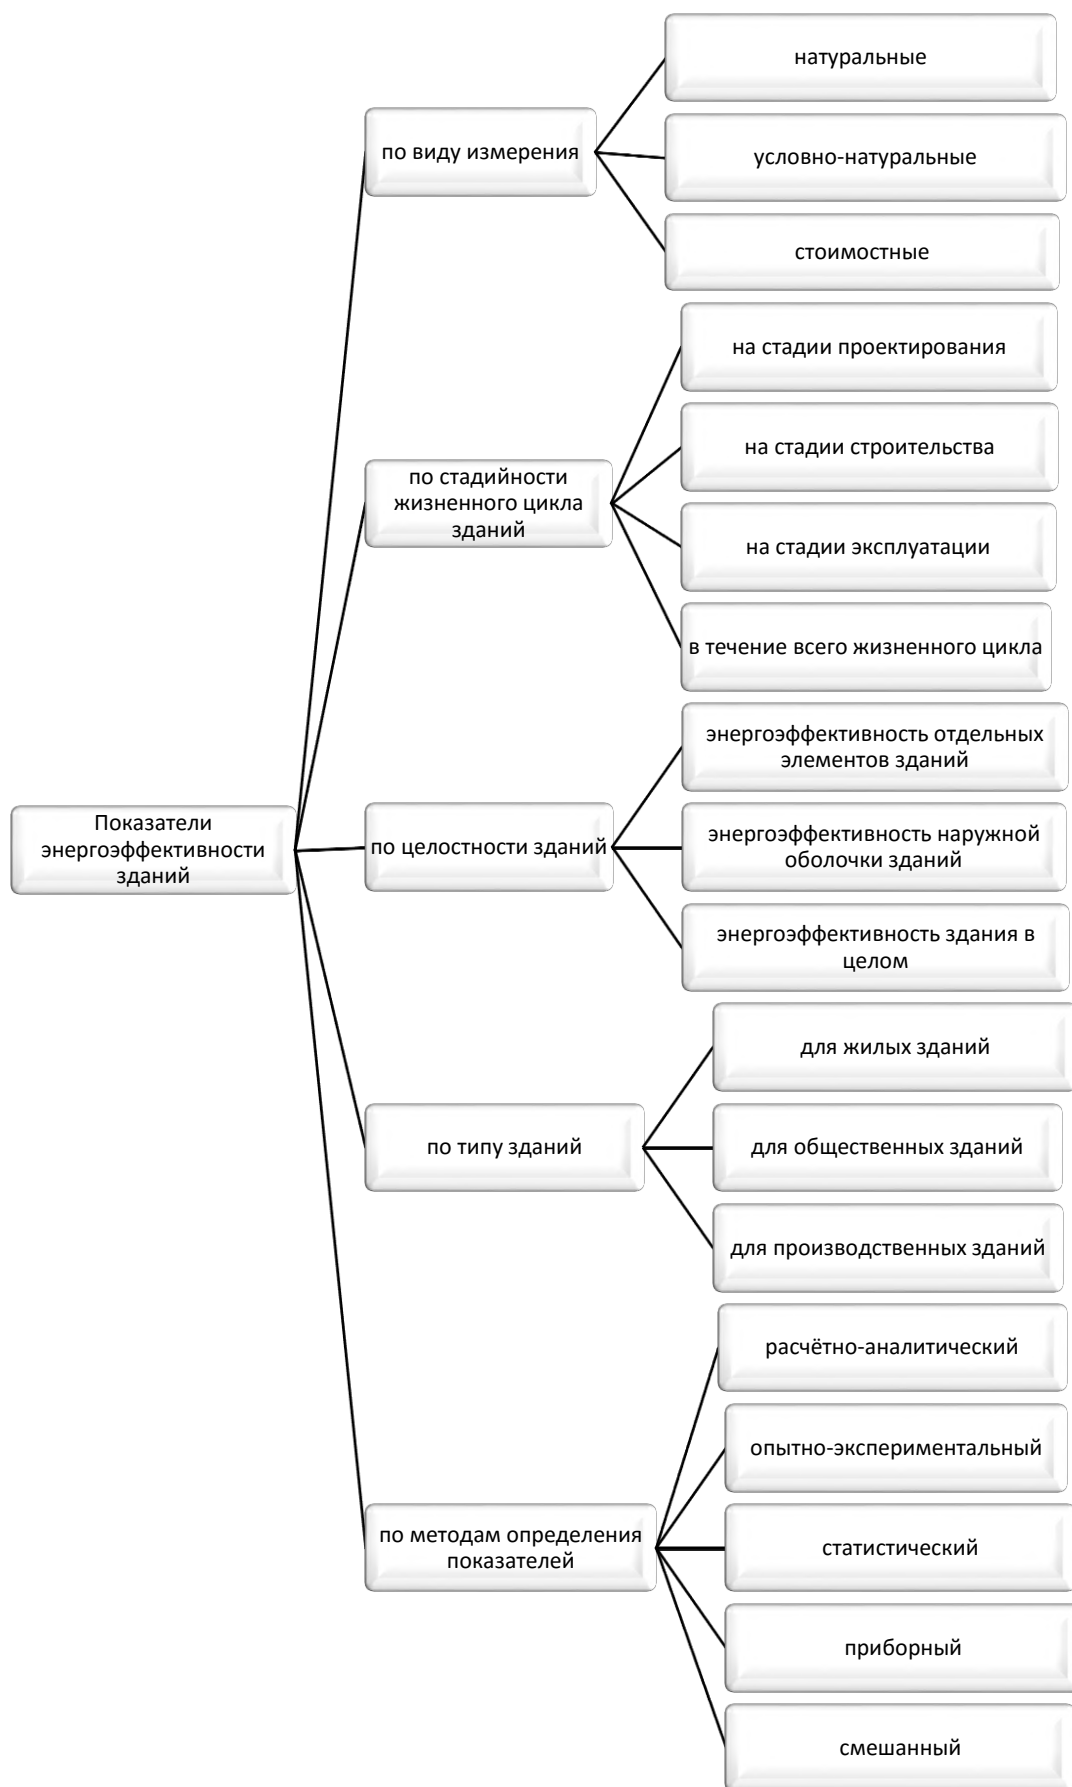 натуральные
по виду измерения
условно-натуральные
стоимостные
на стадии проектирования
на стадии строительства
по стадийности
жизненного цикла
зданий
на стадии эксплуатации
в течение всего жизненного цикла
энергоэффективность отдельных
элементов зданий
Показатели
энергоэффективности
зданий
по целостности зданий
энергоэффективность наружной
оболочки зданий
энергоэффективность здания в
целом
для жилых зданий
по типу зданий
для общественных зданий
для производственных зданий
расчётно-аналитический
опытно-экспериментальный
по методам определения
показателей
статистический
приборный
смешанный